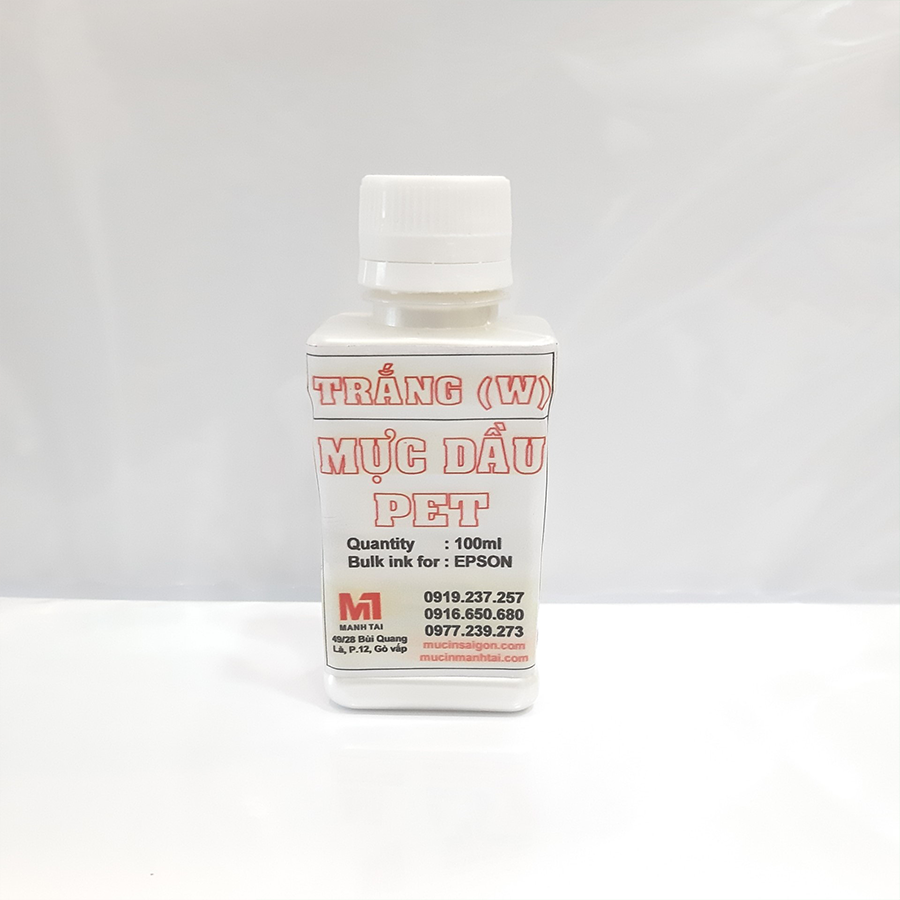 TRẮNG (W)
MỰC DẦU
PET
Quantity : 100ml
Bulk ink for : EPSON
M1
MANH TAI
49/28 Bùi Quang
Là, P.12, Gò vấp
0919.237.257
0916.650.680
0977.239.273
mucinsaigon.com
mucinmanhtai.com